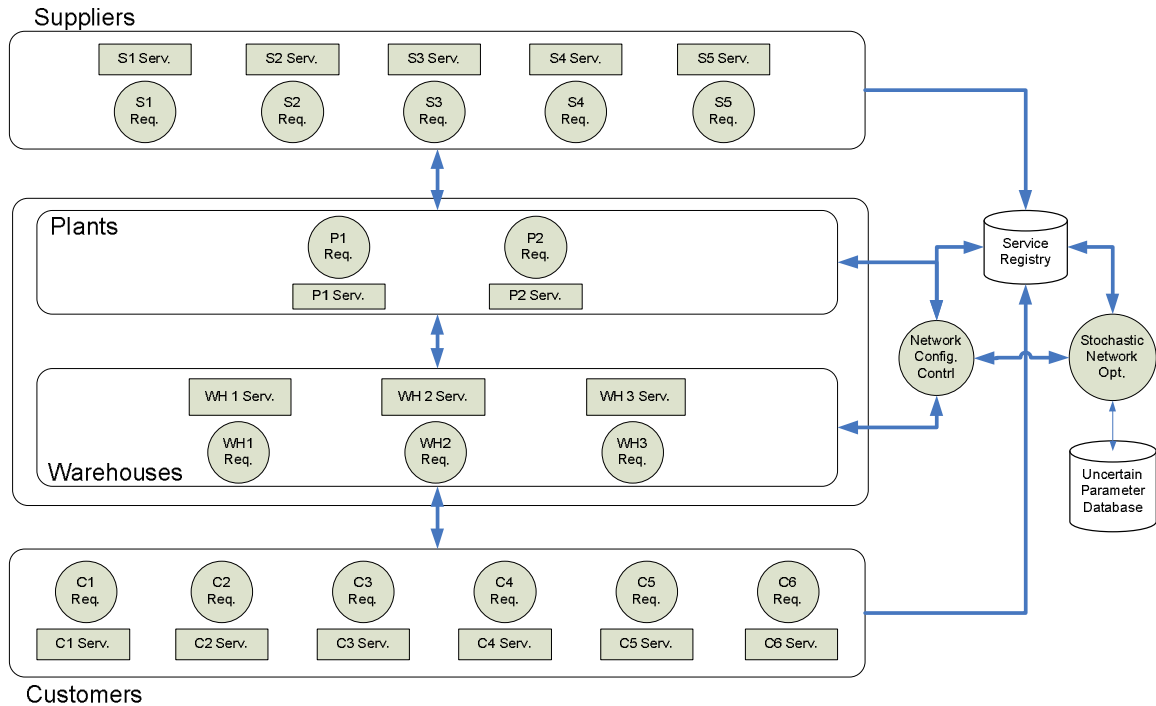 Suppliers
S1 Serv.
S2 Serv.
S3 Serv.
S4 Serv.
S5 Serv.
S1
Req.
S2
Req.
S3
Req.
S4
Req.
S5
Req.
Plants
P1
Req.
P2
Req.
P1 Serv.
P2 Serv.
Service
Registry
Network
Config.
Contrl
Stochastic
Network
Opt.
WH 1 Serv.
WH 2 Serv.
WH 3 Serv.
WH1
Req.
WH2
Req.
WH3
Req.
Warehouses
Uncertain
Parameter
Database
C1
Req.
C2
Req.
C3
Req.
C4
Req.
C5
Req.
C6
Req.
C1 Serv.
C2 Serv.
C3 Serv.
C4 Serv.
C5 Serv.
C6 Serv.
Customers